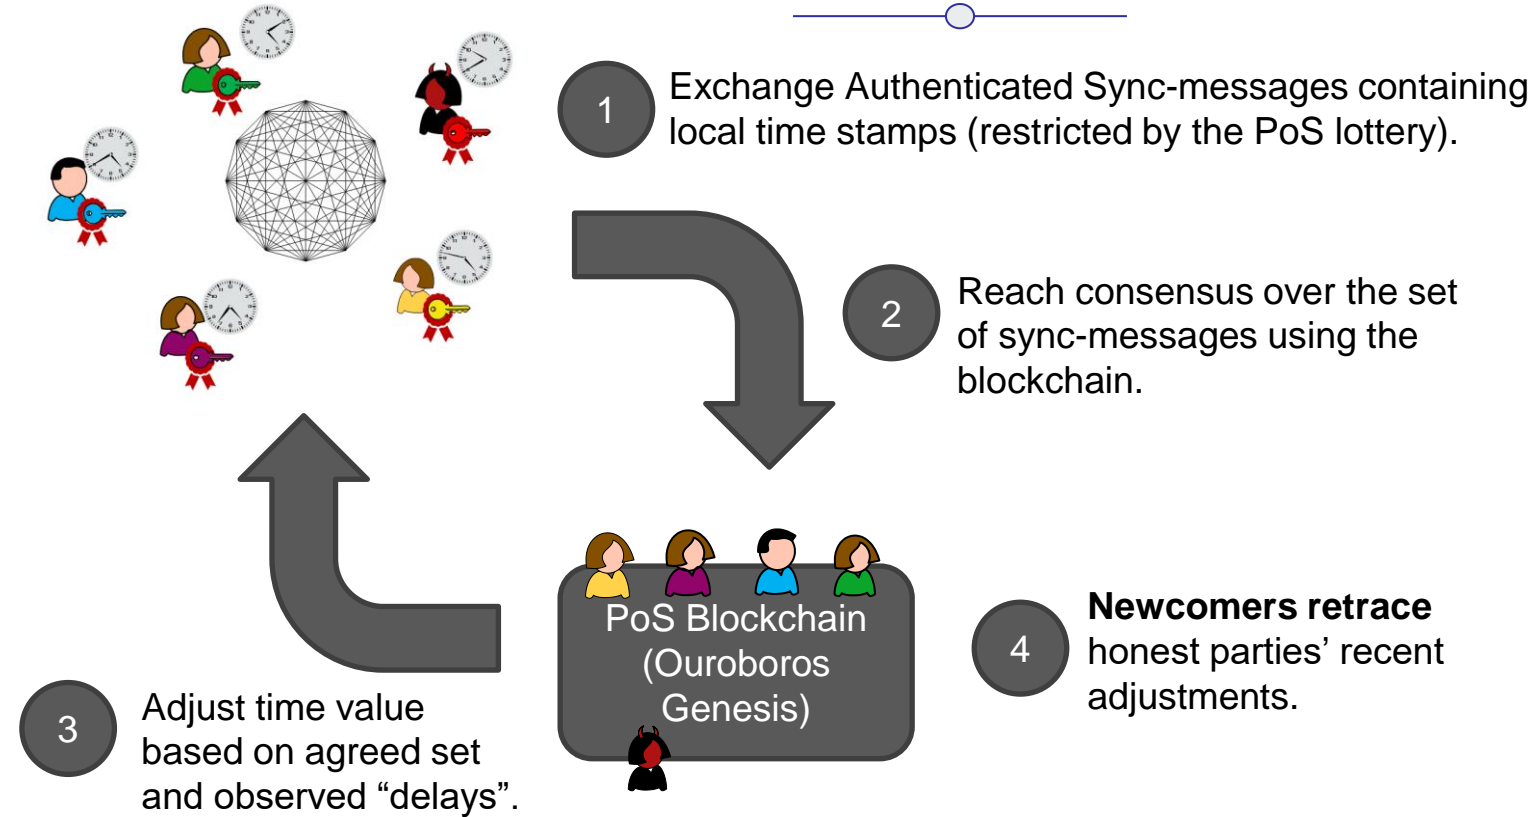 1
Exchange Authenticated Sync-messages containing
local time stamps (restricted by the PoS lottery).
2
Reach consensus over the set
of sync-messages using the
blockchain.
PoS Blockchain
(Ouroboros
Genesis)
3
Adjust time value
based on agreed set
and observed “delays”.
4
Newcomers retrace
honest parties’ recent
adjustments.